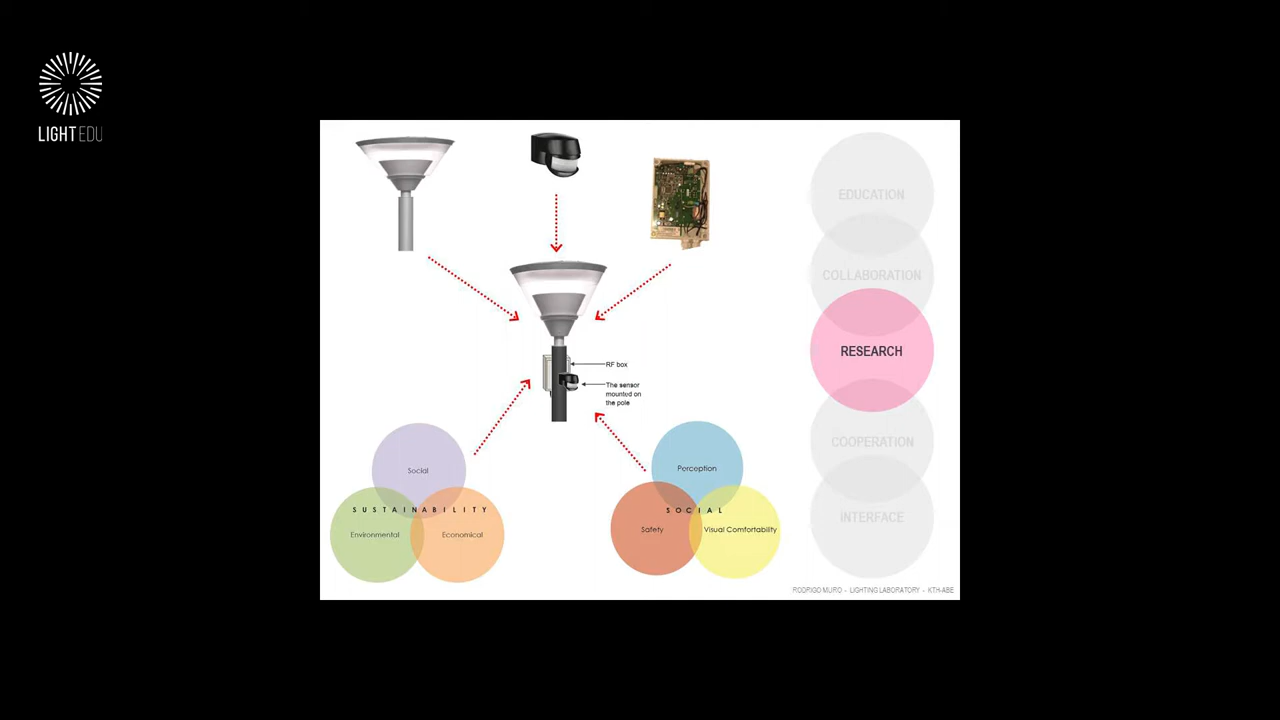 LIGHT EDU
EDUCATION
COLLABORATION
RESEARCH
COOPERATION
INTERFACE
RF box
The sensor
mounted on
the pole
Social
SUSTAINABILITY
Environmental
Economical
Perception
SOCIAL
Safety
Visual Comfortability
RODRIGO MURO - LIGHTING LABORATORY - KTH-ABE